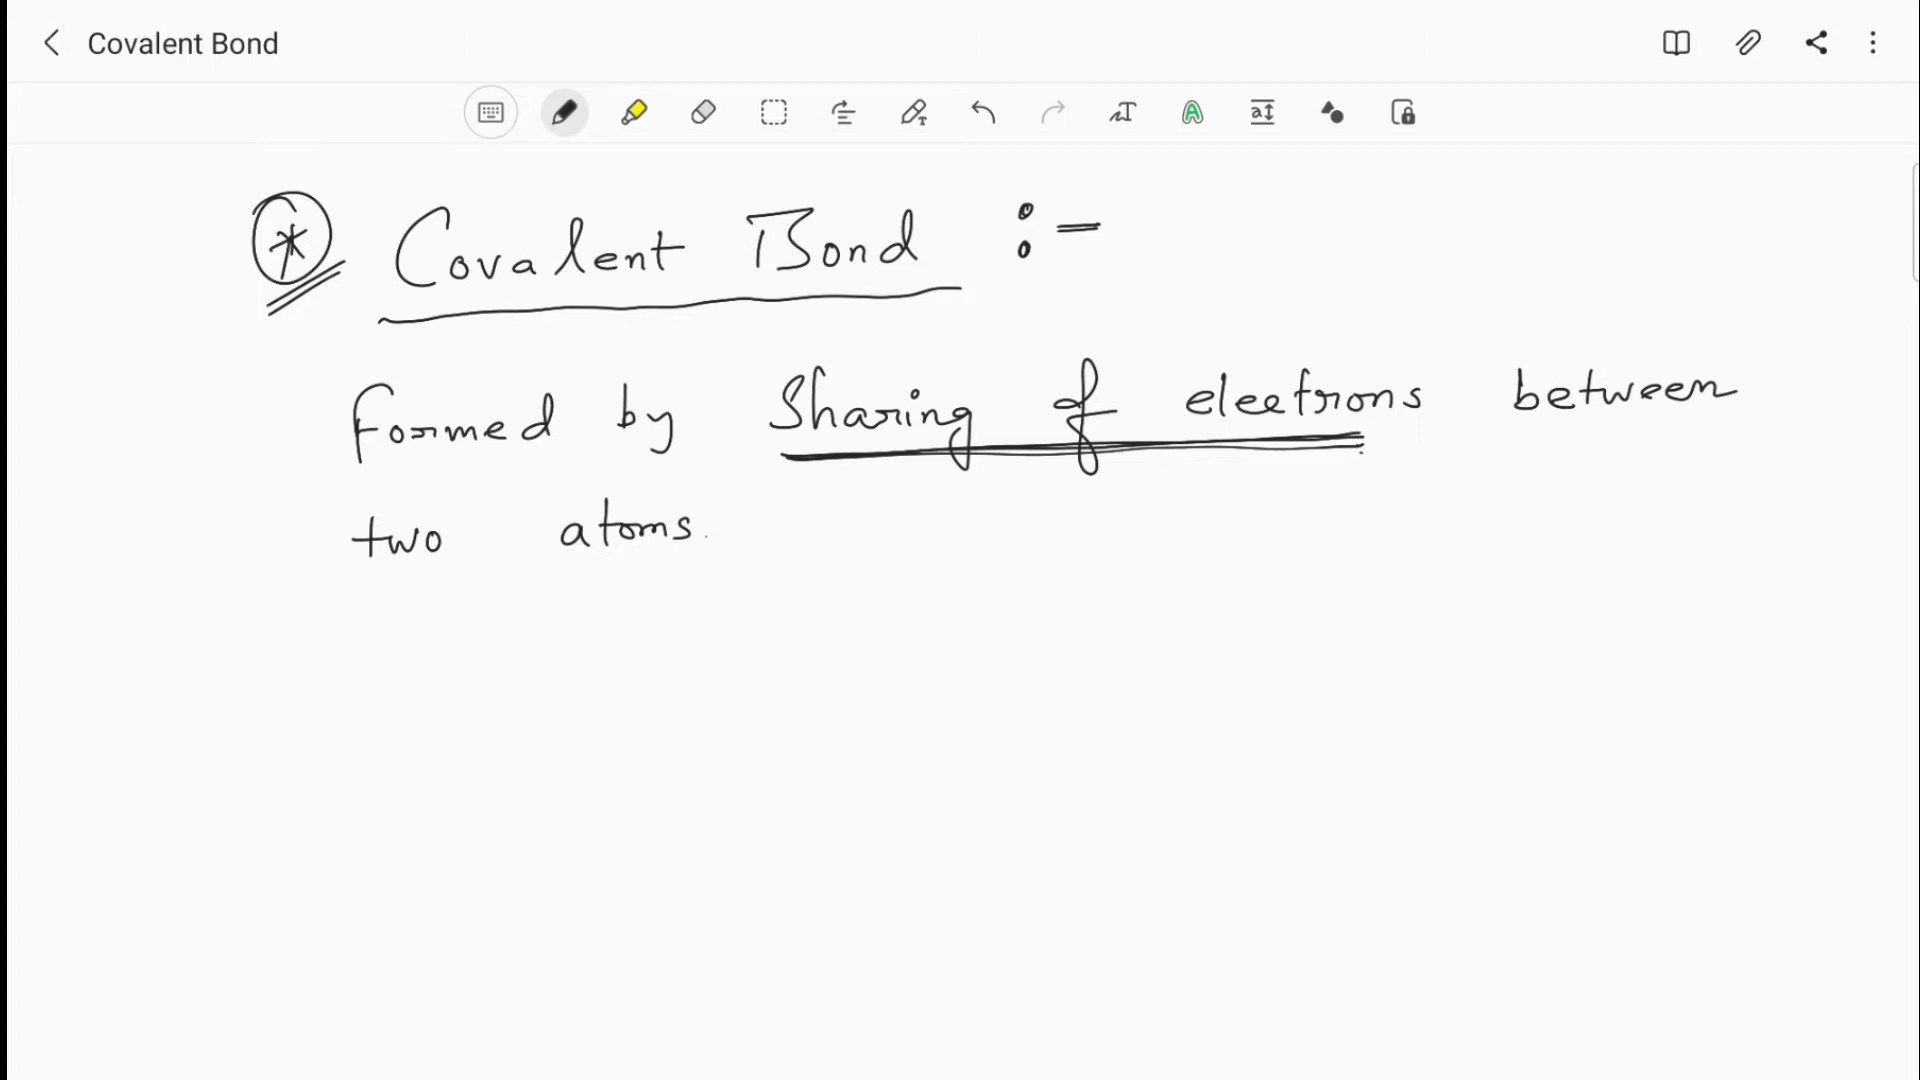 Covalent Bond
* Covalent Bond :-
Formed by Sharing of electrons between
two atoms.